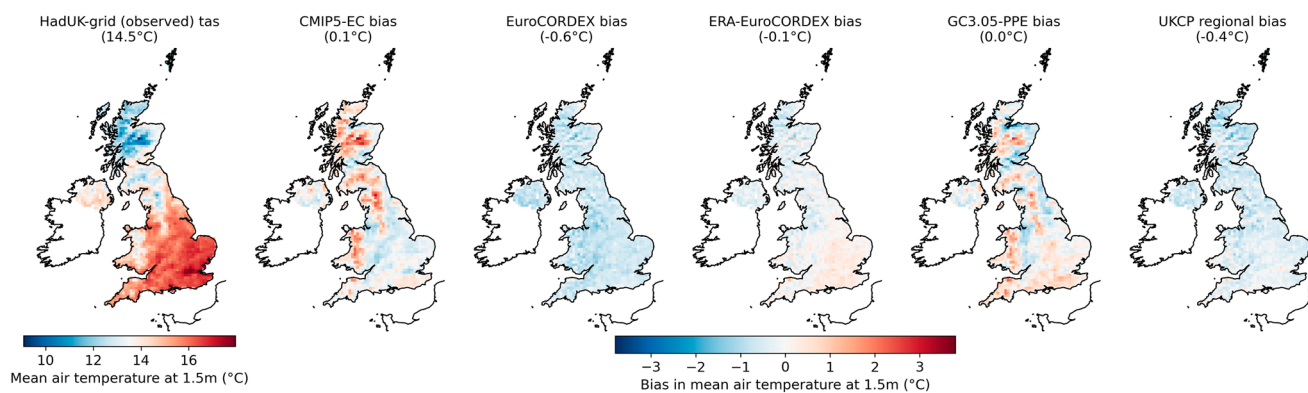 HadUK-grid (observed) tas
(14.5°C)
CMIP5-EC bias
(0.1°C)
EuroCORDEX bias
(-0.6°C)
ERA-EuroCORDEX bias
(-0.1°C)
GC3.05-PPE bias
(0.0°C)
UKCP regional bias
(-0.4°C)
10 12 14 16
Mean air temperature at 1.5m (°C)
−3 −2 −1 0 1 2 3
Bias in mean air temperature at 1.5m (°C)